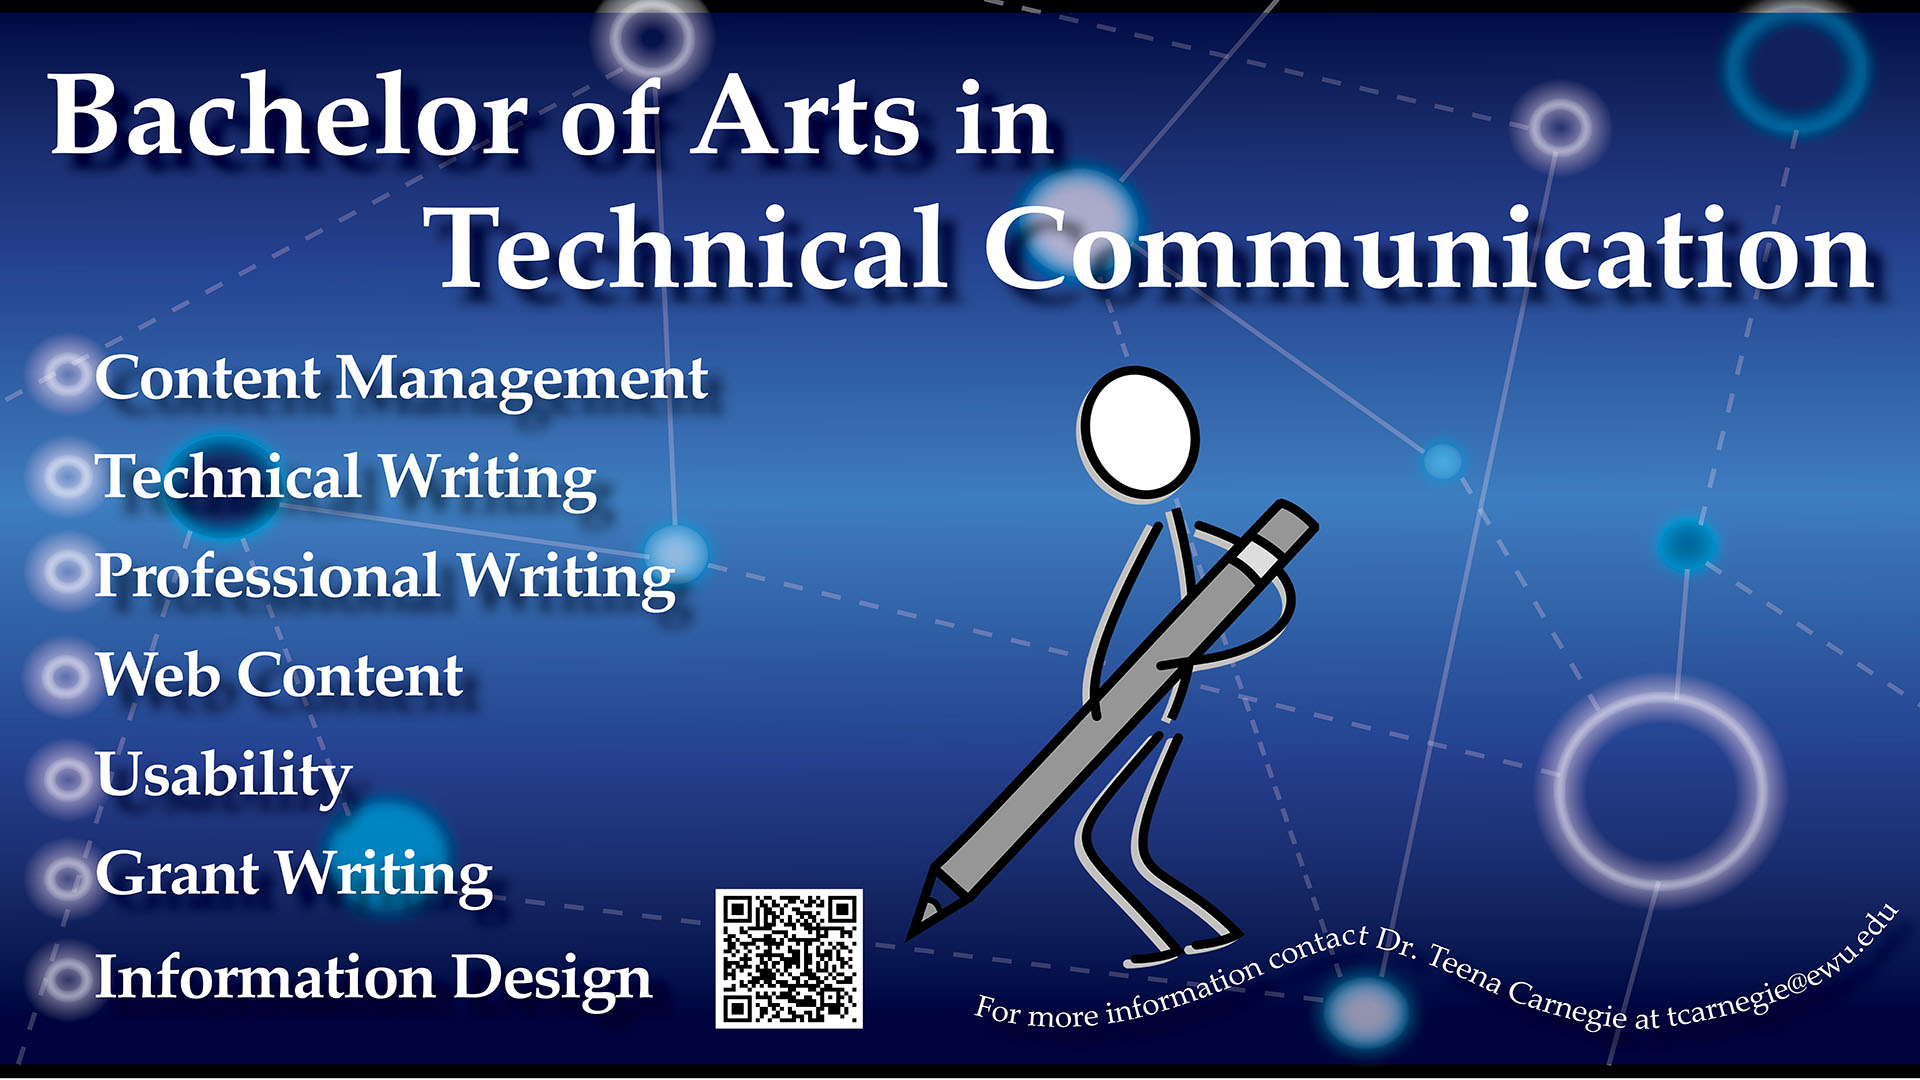 Bachelor of Arts in
Technical Communication
Content Management
Technical Writing
Professional Writing
Web Content
Usability
Grant Writing
Information Design
For more information contact Dr. Teena Carnegie at tcarnegie@ewu.edu